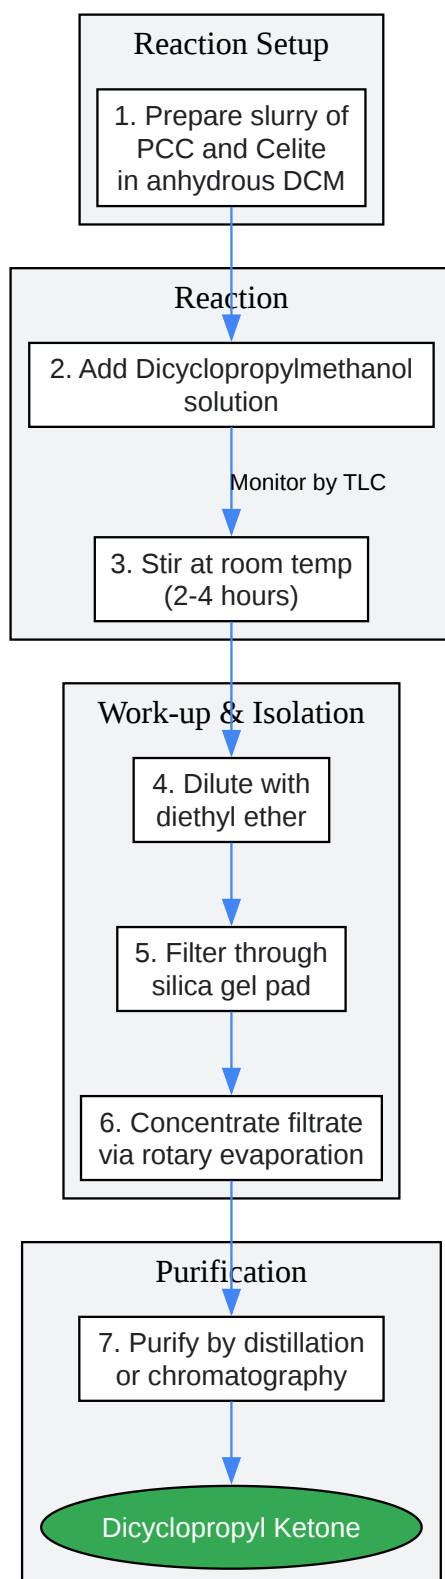 Reaction Setup
1. Prepare slurry of
PCC and Celite
in anhydrous DCM
Reaction
2. Add Dicyclopropylmethanol
solution
Monitor by TLC
3. Stir at room temp
(2-4 hours)
Work-up & Isolation
4. Dilute with
diethyl ether
5. Filter through
silica gel pad
6. Concentrate filtrate
via rotary evaporation
Purification
7. Purify by distillation
or chromatography
Dicyclopropyl Ketone